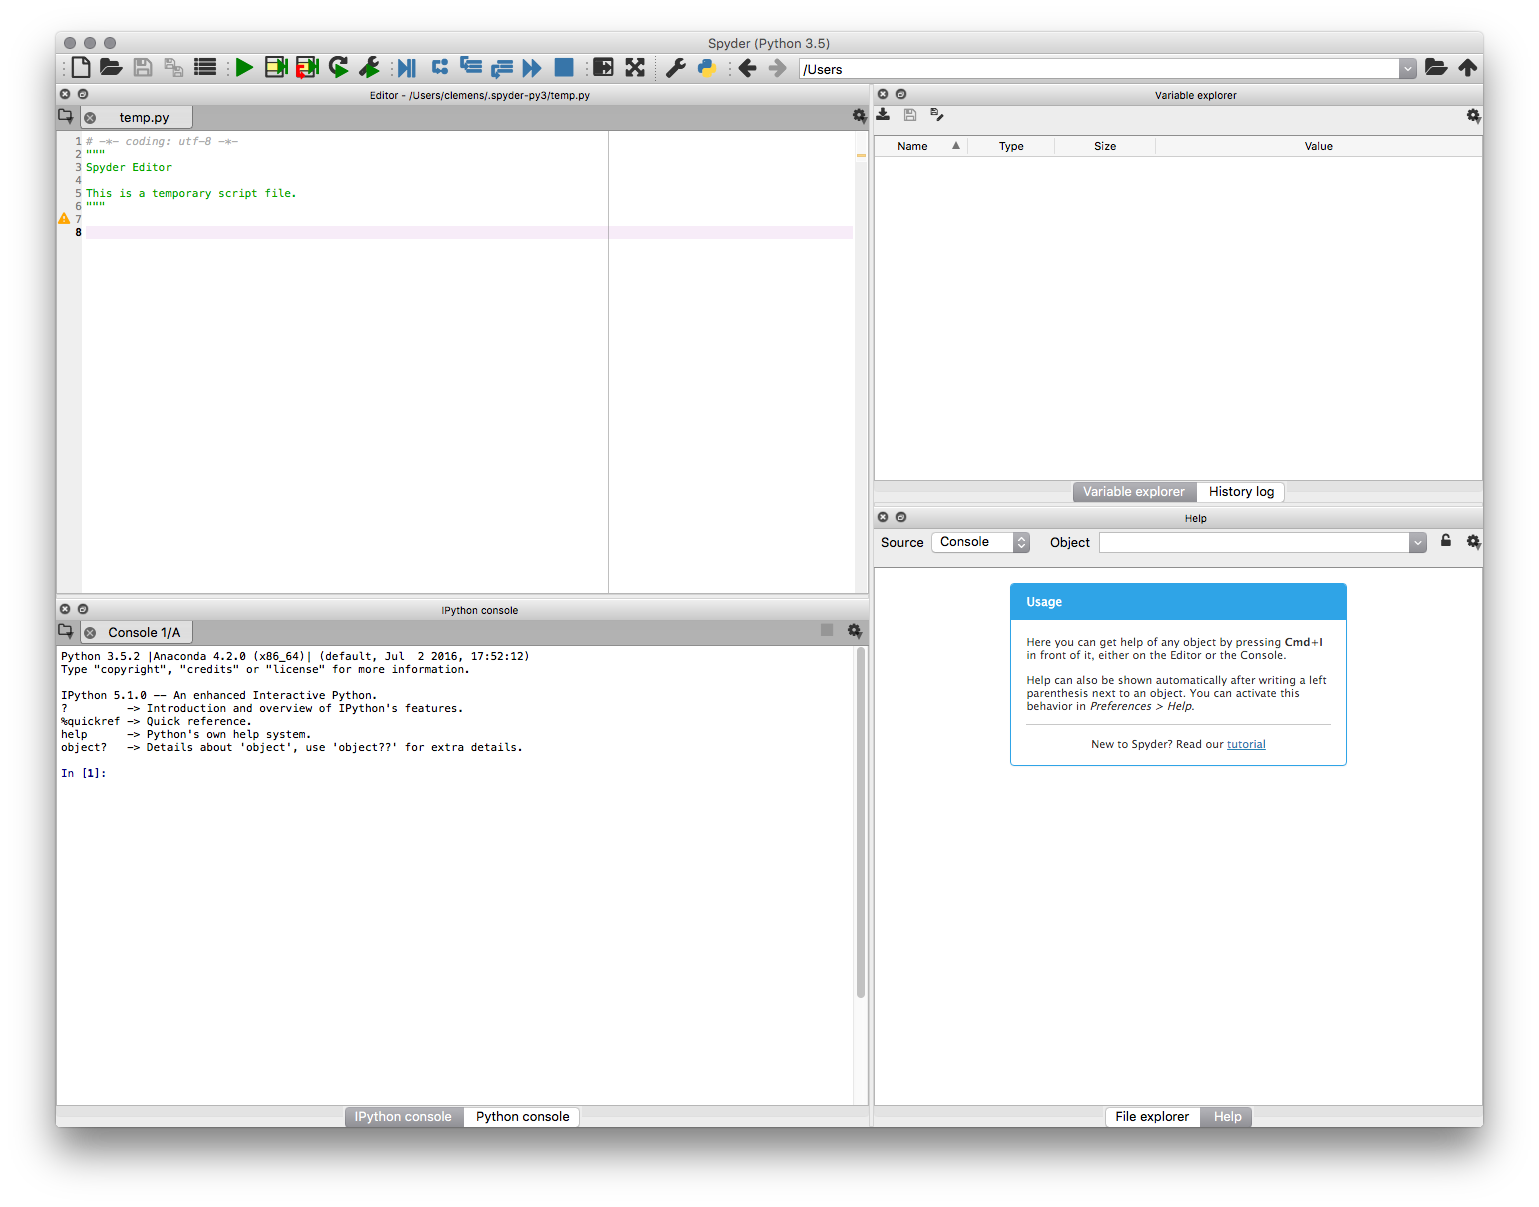 Spyder (Python 3.5)
/Users
Editor - /Users/clemens/.spyder-py3/temp.py
temp.py
1 # -*- coding: utf-8 -*-
2 """
3 Spyder Editor
4
5 This is a temporary script file.
6 """
7
8
IPython console
Console 1/A
Python 3.5.2 |Anaconda 4.2.0 (x86_64)| (default, Jul  2 2016, 17:52:12)
Type "copyright", "credits" or "license" for more information.
IPython 5.1.0 -- An enhanced Interactive Python.
?         -> Introduction and overview of IPython's features.
%quickref -> Quick reference.
help      -> Python's own help system.
object?   -> Details about 'object', use 'object??' for extra details.
In [1]:
IPython console Python console
Variable explorer
Name Type Size Value
Variable explorer History log
Help
Source Console Object
Usage
Here you can get help of any object by pressing Cmd+I
in front of it, either on the Editor or the Console.
Help can also be shown automatically after writing a left
parenthesis next to an object. You can activate this
behavior in Preferences > Help.
New to Spyder? Read our tutorial
File explorer Help